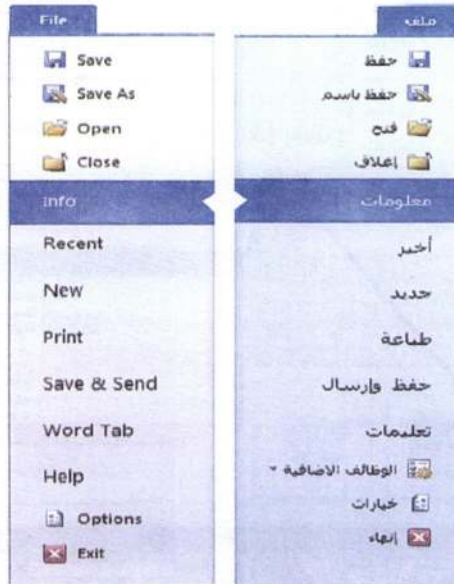 File
Save
Save As
Open
Close
Info
Recent
New
Print
Save & Send
Word Tab
Help
Options
Exit
ملف
حفظ
حفظ باسم
فتح
إغلاق
معلومات
أخير
جديد
طباعة
حفظ وإرسال
تعليمات
الوظائف الاضافية
خيارات
إنهاء